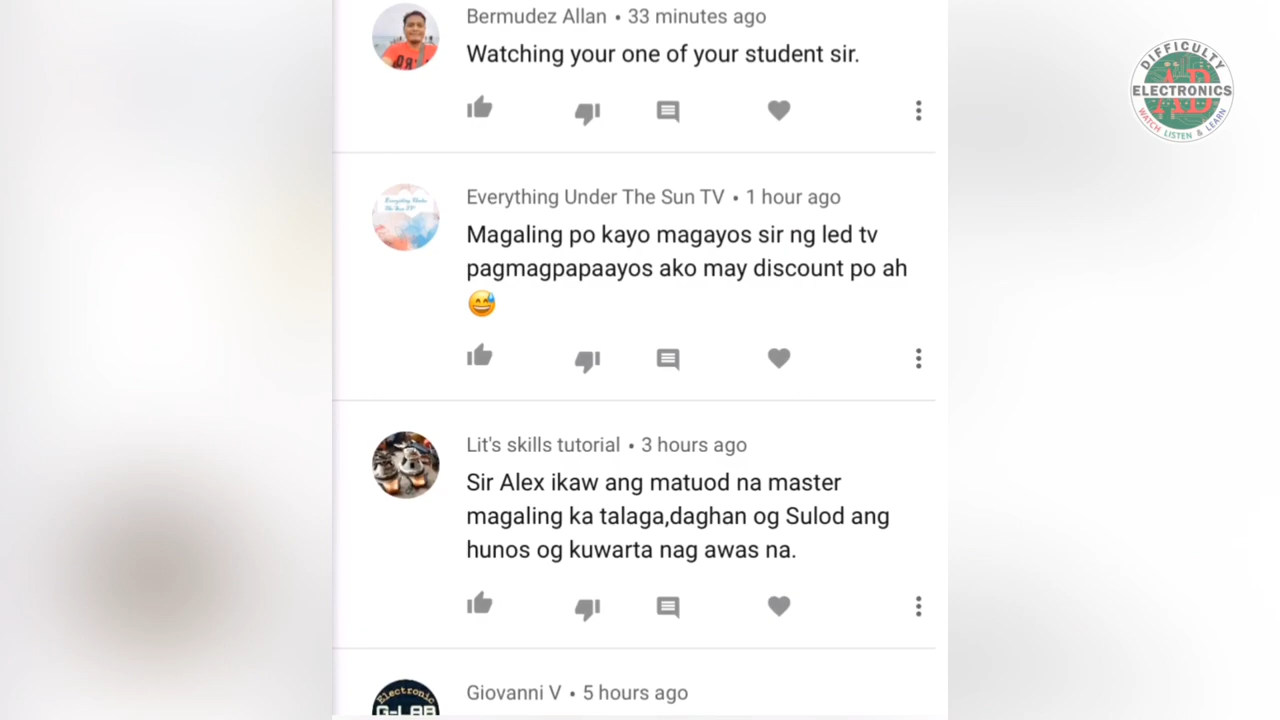 Bermudez Allan • 33 minutes ago
Watching your one of your student sir.
DIFFICULTY
AD
ELECTRONICS
WATCH LISTEN & LEARN
Everything Under The Sun TV • 1 hour ago
Magaling po kayo magayos sir ng led tv
pagmagpapaayos ako may discount po ah
😅
Lit's skills tutorial • 3 hours ago
Sir Alex ikaw ang matuod na master
magaling ka talaga,daghan og Sulod ang
hunos og kuwarta nag awas na.
Giovanni V • 5 hours ago
Electronic
G-LAB